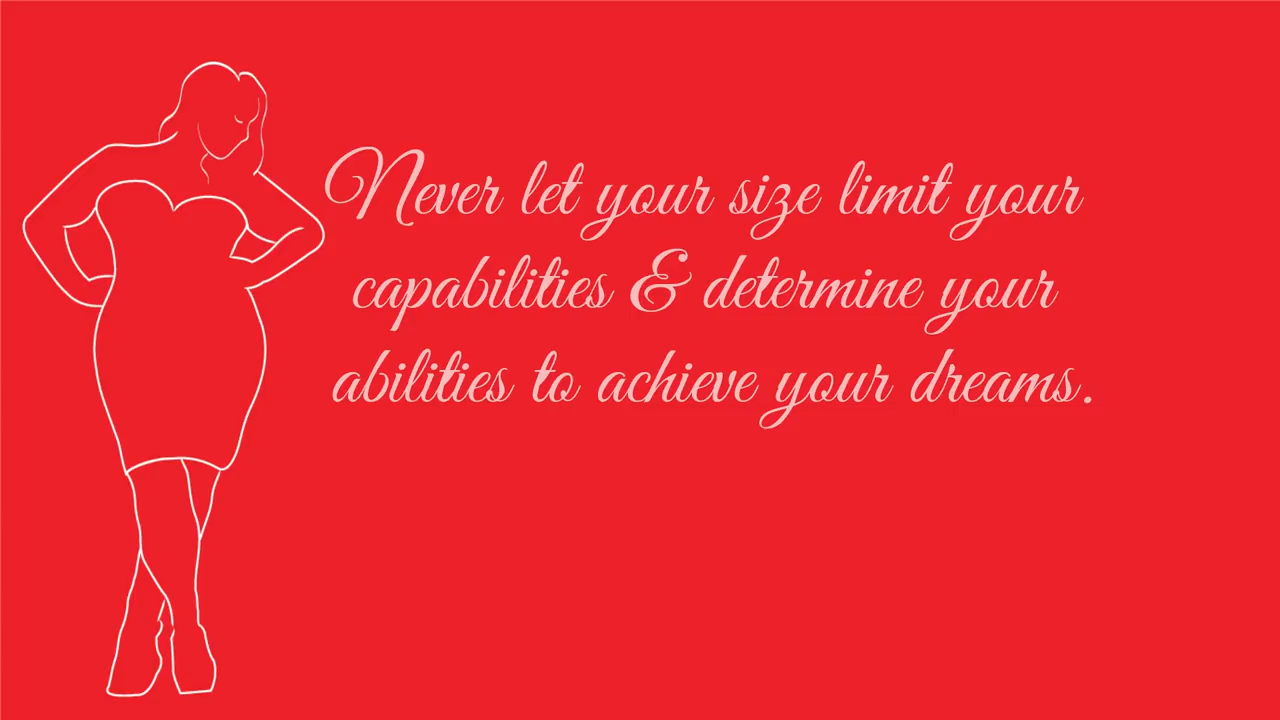 Never let your size limit your
capabilities & determine your
abilities to achieve your dreams.